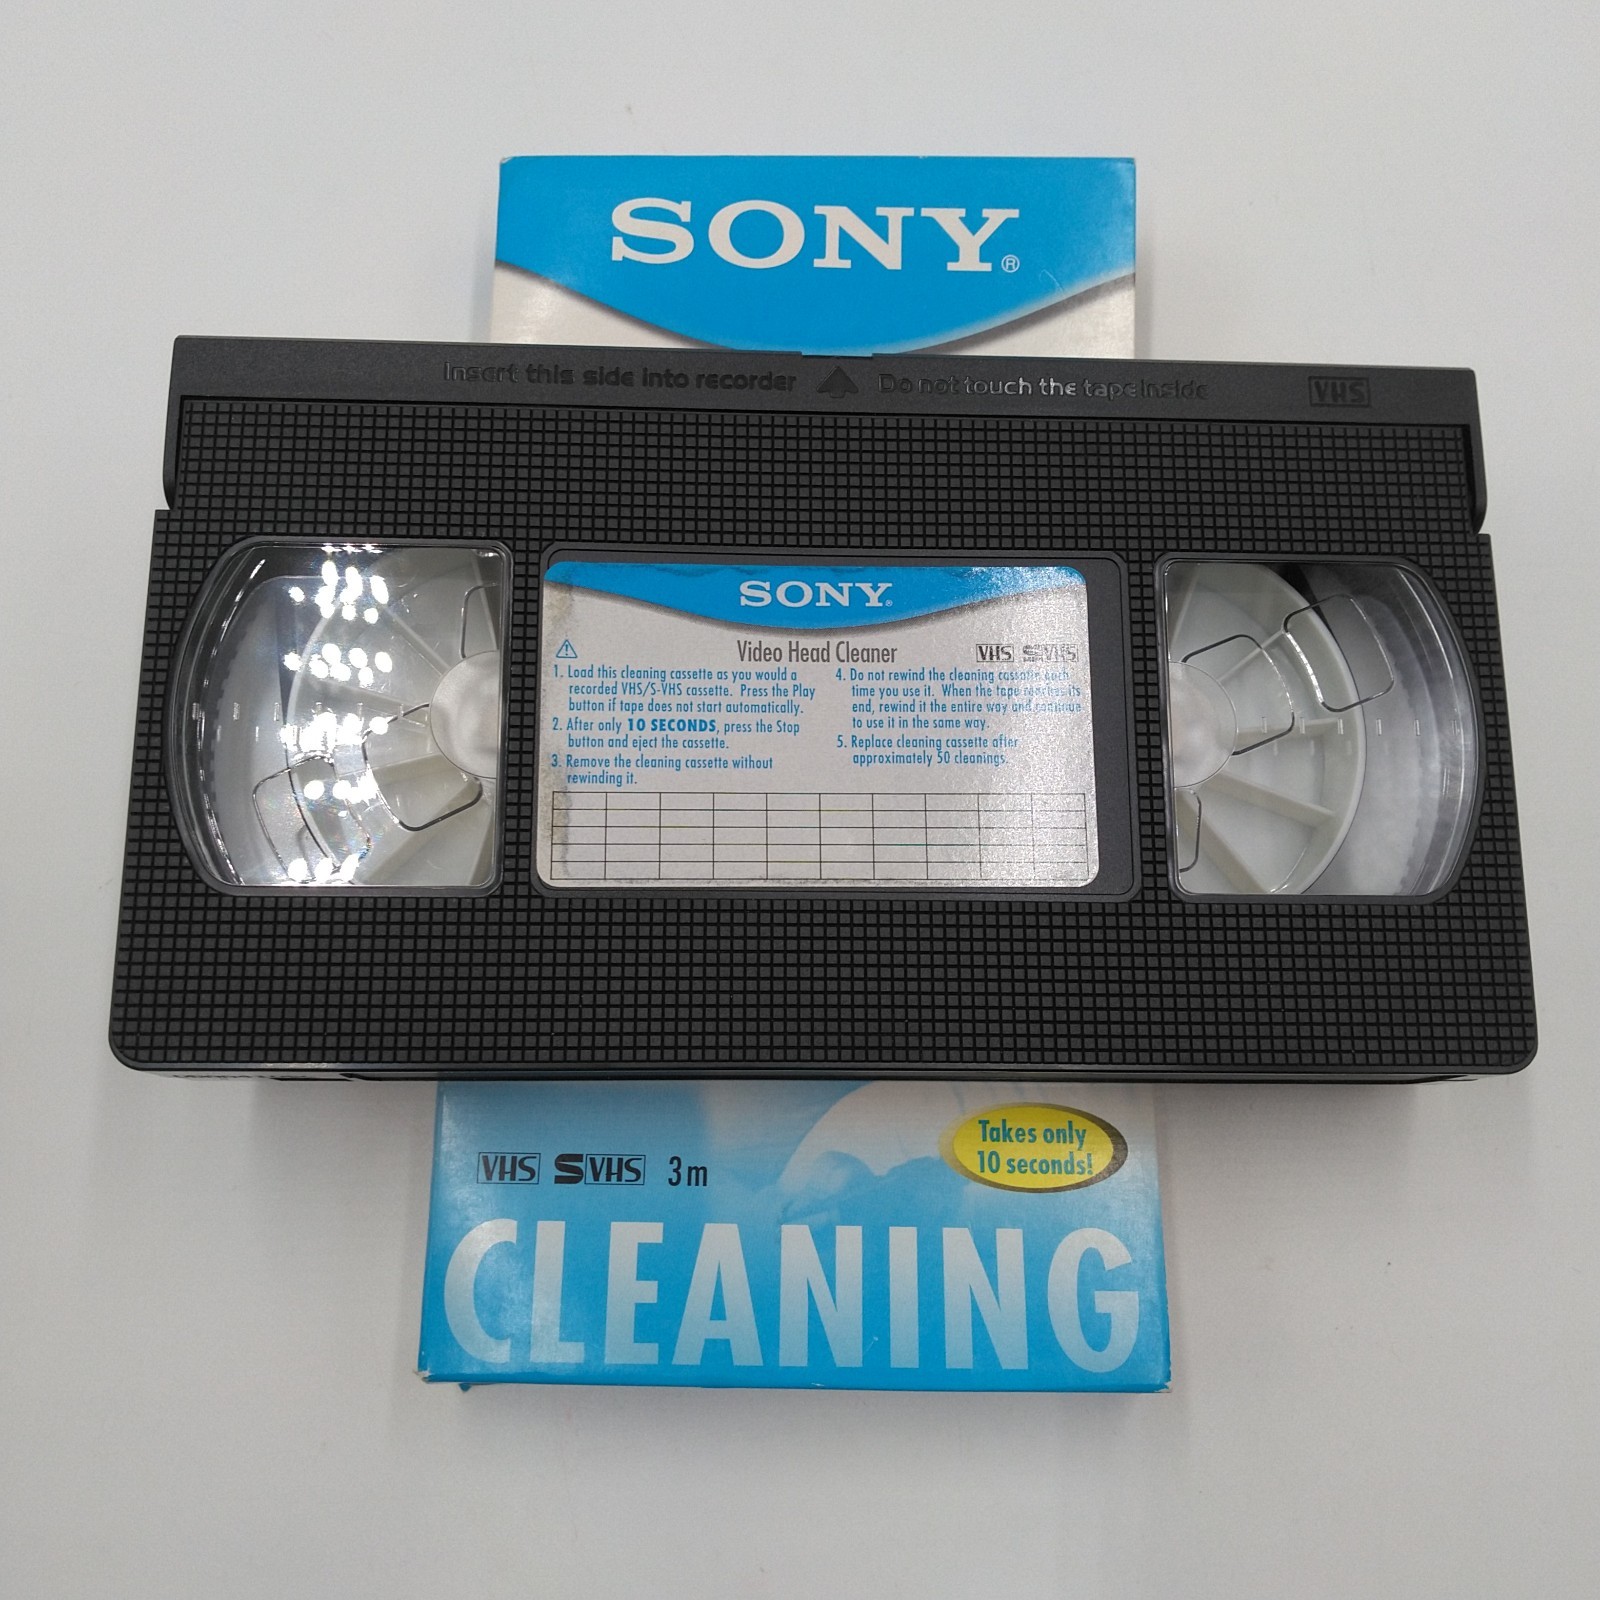 SONY®
Insert this side into recorder ▲ Do not touch the tape inside VHS
SONY®
Video Head Cleaner VHS SVHS
1. Load this cleaning cassette as you would a
recorded VHS/S-VHS cassette. Press the Play
button if tape does not start automatically.
2. After only 10 SECONDS, press the Stop
button and eject the cassette.
3. Remove the cleaning cassette without
rewinding it.
4. Do not rewind the cleaning cassette each
time you use it. When the tape reaches its
end, rewind it the entire way and continue
to use it in the same way.
5. Replace cleaning cassette after
approximately 50 cleanings.
Takes only
10 seconds!
VHS SVHS 3m
CLEANING